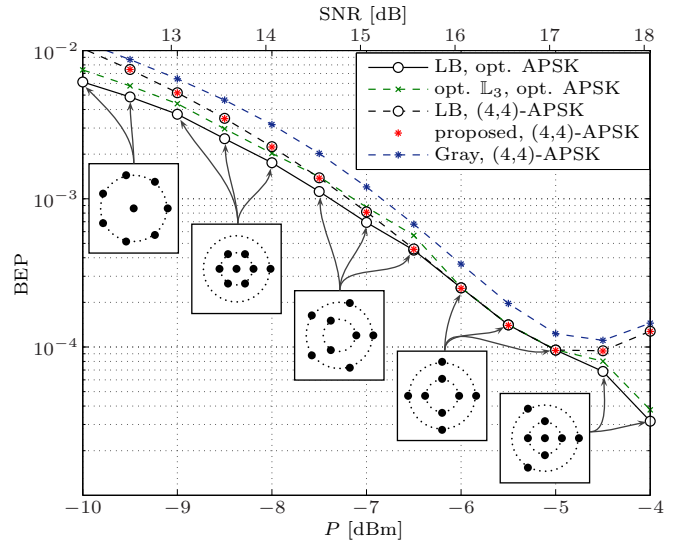 SNR [dB]
12 13 14 15 16 17 18
10−2
LB, opt. APSK
opt. 𝕃3, opt. APSK
LB, (4,4)-APSK
proposed, (4,4)-APSK
Gray, (4,4)-APSK
10−3
BEP
10−4
−10 −9 −8 −7 −6 −5 −4
P [dBm]